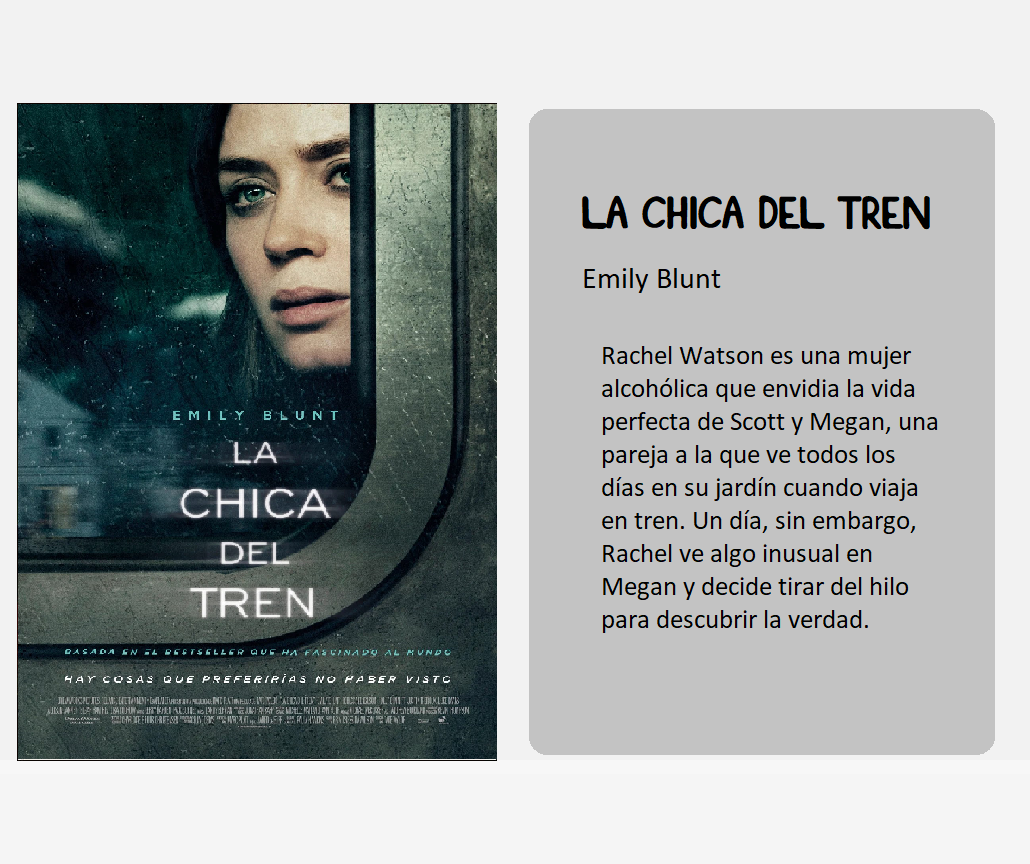 EMILY BLUNT
LA
CHICA
DEL
TREN
BASADA EN EL BESTSELLER QUE HA FASCINADO AL MUNDO
HAY COSAS QUE PREFERIRÍAS NO HABER VISTO
LA CHICA DEL TREN
Emily Blunt
Rachel Watson es una mujer
alcohólica que envidia la vida
perfecta de Scott y Megan, una
pareja a la que ve todos los
días en su jardín cuando viaja
en tren. Un día, sin embargo,
Rachel ve algo inusual en
Megan y decide tirar del hilo
para descubrir la verdad.